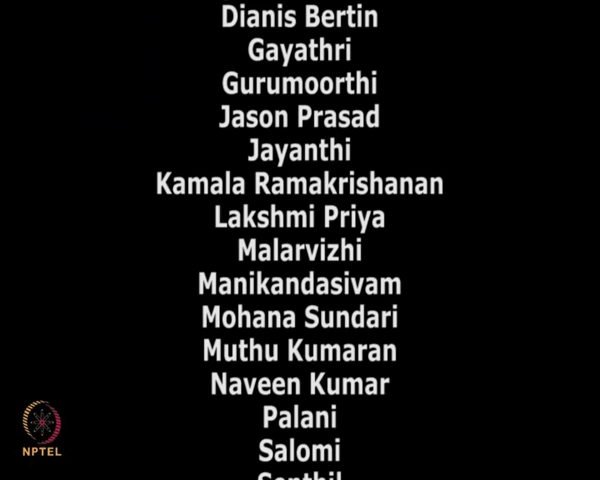 Dianis Bertin
Gayathri
Gurumoorthi
Jason Prasad
Jayanthi
Kamala Ramakrishanan
Lakshmi Priya
Malarvizhi
Manikandasivam
Mohana Sundari
Muthu Kumaran
Naveen Kumar
Palani
Salomi
NPTEL